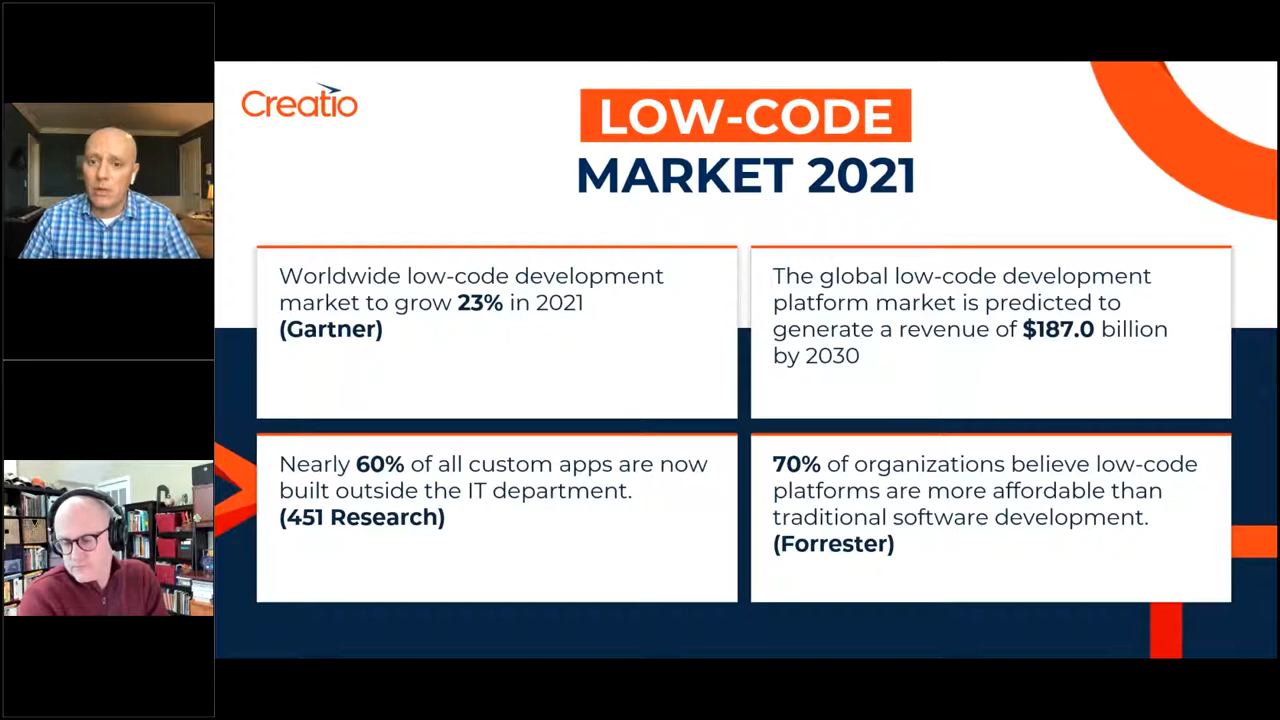 Creatio
LOW-CODE
MARKET 2021
Worldwide low-code development
market to grow 23% in 2021
(Gartner)
The global low-code development
platform market is predicted to
generate a revenue of $187.0 billion
by 2030
Nearly 60% of all custom apps are now
built outside the IT department.
(451 Research)
70% of organizations believe low-code
platforms are more affordable than
traditional software development.
(Forrester)